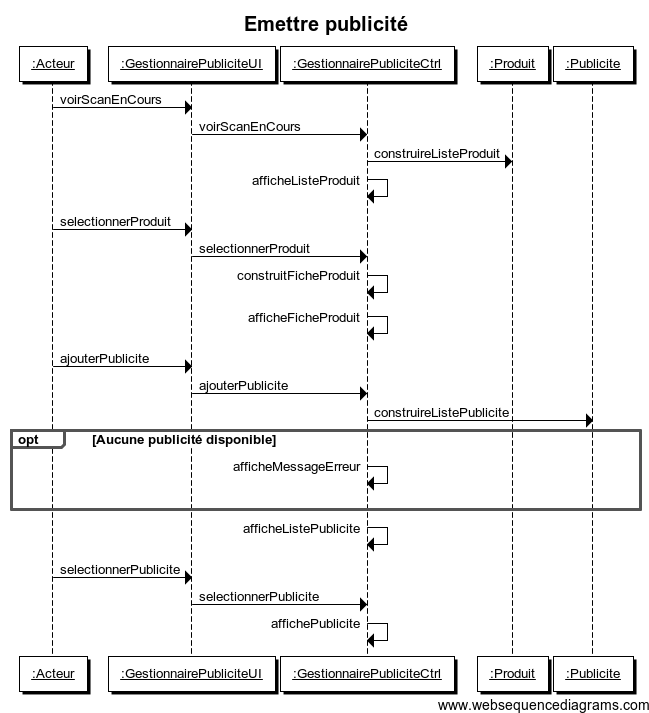 Emettre publicité
:Acteur :GestionnairePubliciteUI :GestionnairePubliciteCtrl :Produit :Publicite
voirScanEnCours
voirScanEnCours
construireListeProduit
afficheListeProduit
selectionnerProduit
selectionnerProduit
construitFicheProduit
afficheFicheProduit
ajouterPublicite
ajouterPublicite
construireListePublicite
opt [Aucune publicité disponible]
afficheMessageErreur
afficheListePublicite
selectionnerPublicite
selectionnerPublicite
affichePublicite
:Acteur :GestionnairePubliciteUI :GestionnairePubliciteCtrl :Produit :Publicite
www.websequencediagrams.com